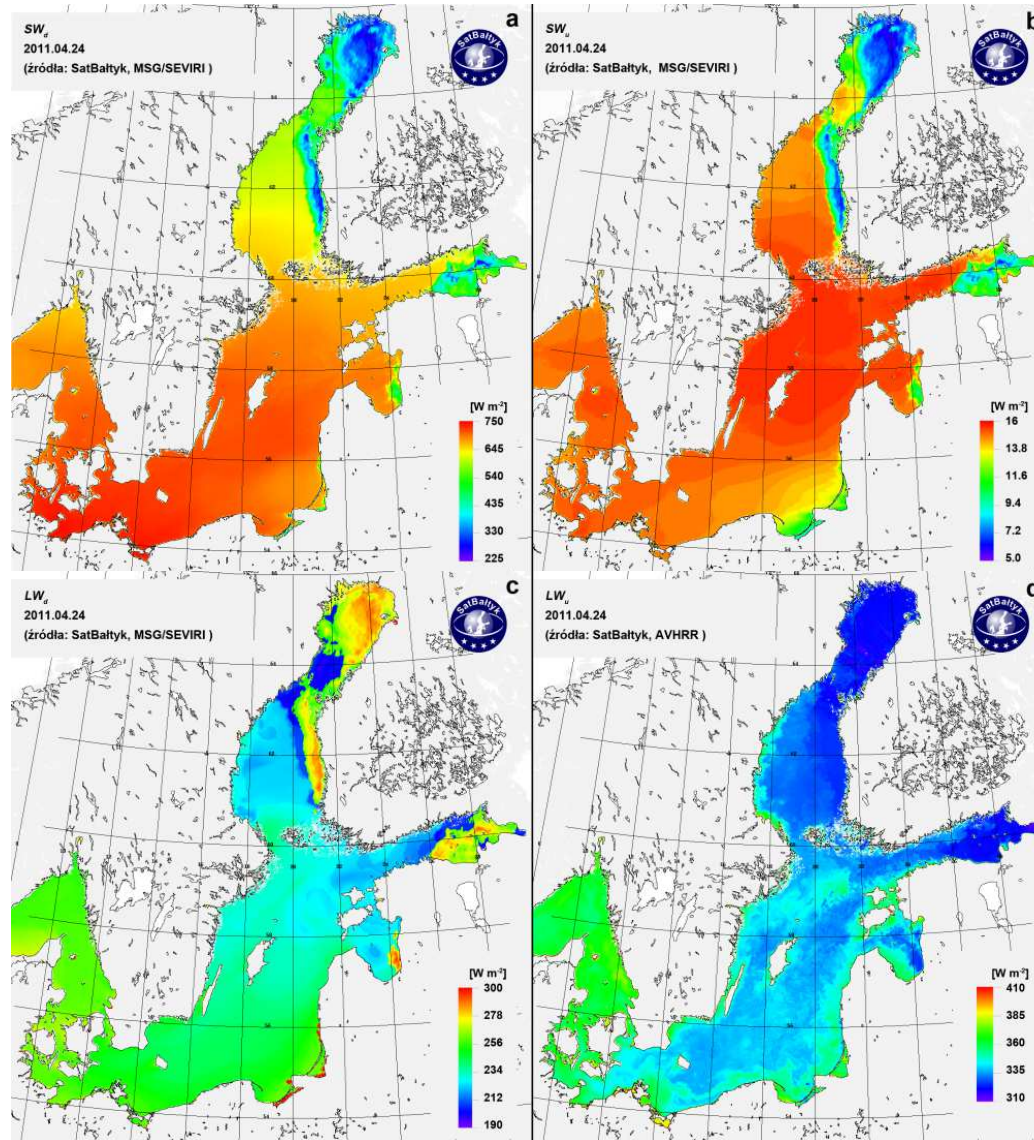 a
SWd
2011.04.24
(źródła: SatBałtyk, MSG/SEVIRI )
SatBałtyk
[W m-2]
750
645
540
435
330
225
b
SWu
2011.04.24
(źródła: SatBałtyk, MSG/SEVIRI )
SatBałtyk
[W m-2]
16
13.8
11.6
9.4
7.2
5.0
c
LWd
2011.04.24
(źródła: SatBałtyk, MSG/SEVIRI )
SatBałtyk
[W m-2]
300
278
256
234
212
190
d
LWu
2011.04.24
(źródła: SatBałtyk, AVHRR )
SatBałtyk
[W m-2]
410
385
360
335
310